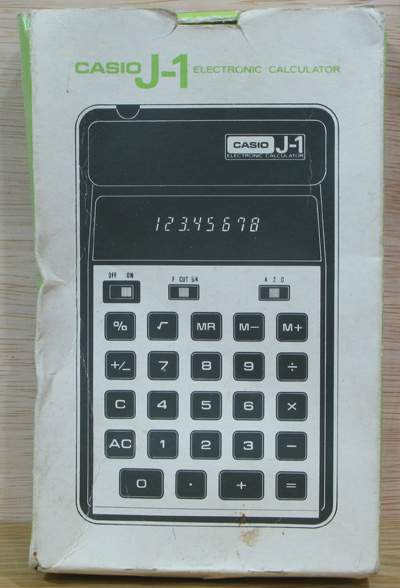 CASIO J-1 ELECTRONIC CALCULATOR
CASIO J-1
ELECTRONIC CALCULATOR
123.45678
OFF ON F CUT 5/4 4 2 0
% √ MR M− M+
+/− 7 8 9 ÷
C 4 5 6 ×
AC 1 2 3 −
0 · + =